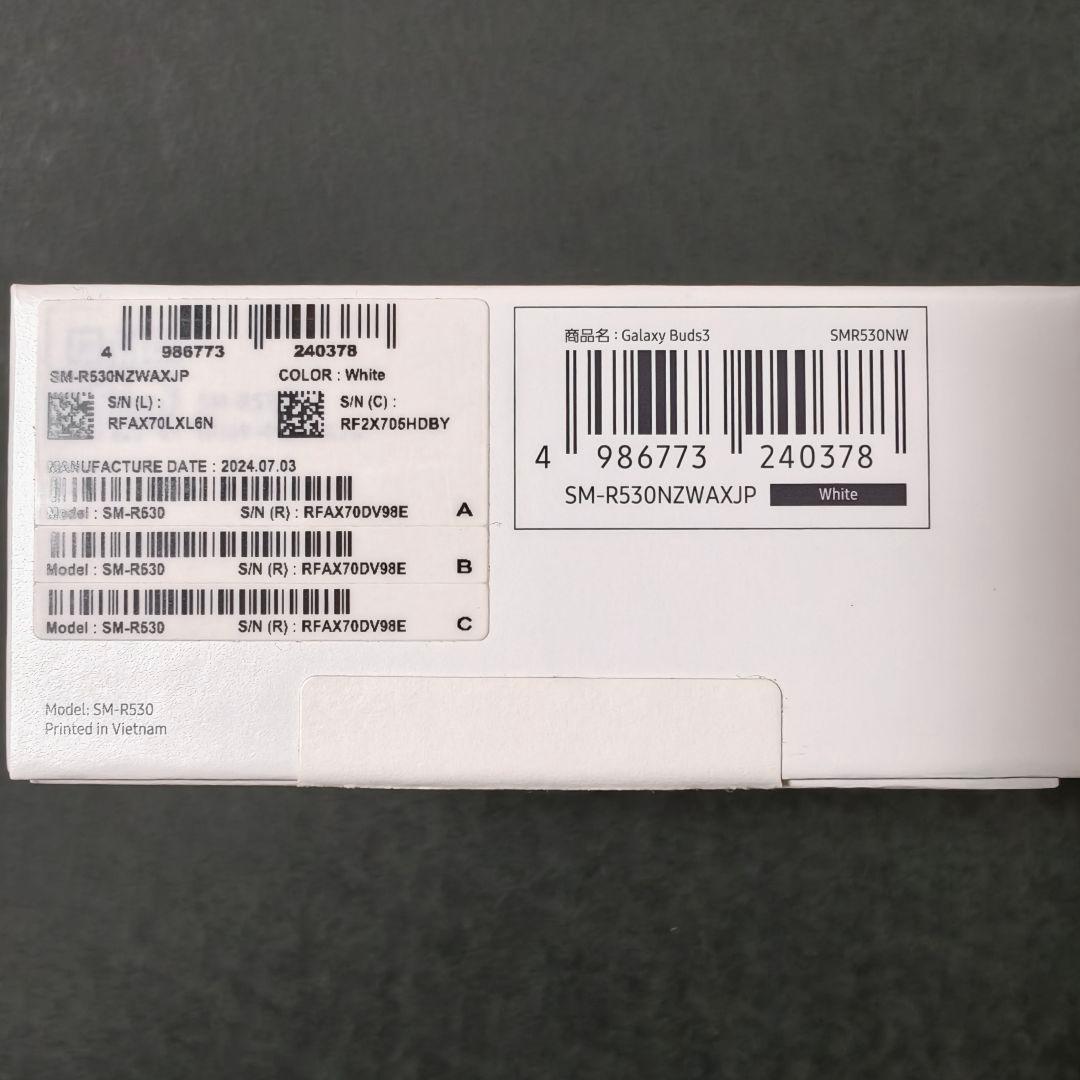 4 986773 240378
SM-R530NZWAXJP COLOR : White
S/N (L) : S/N (C) :
RFAX70LXL6N RF2X705HDBY
MANUFACTURE DATE : 2024.07.03
Model : SM-R530 S/N (R) : RFAX70DV98E A
Model : SM-R530 S/N (R) : RFAX70DV98E B
Model : SM-R530 S/N (R) : RFAX70DV98E C
Model: SM-R530
Printed in Vietnam
商品名 : Galaxy Buds3 SMR530NW
4 986773 240378
SM-R530NZWAXJP White